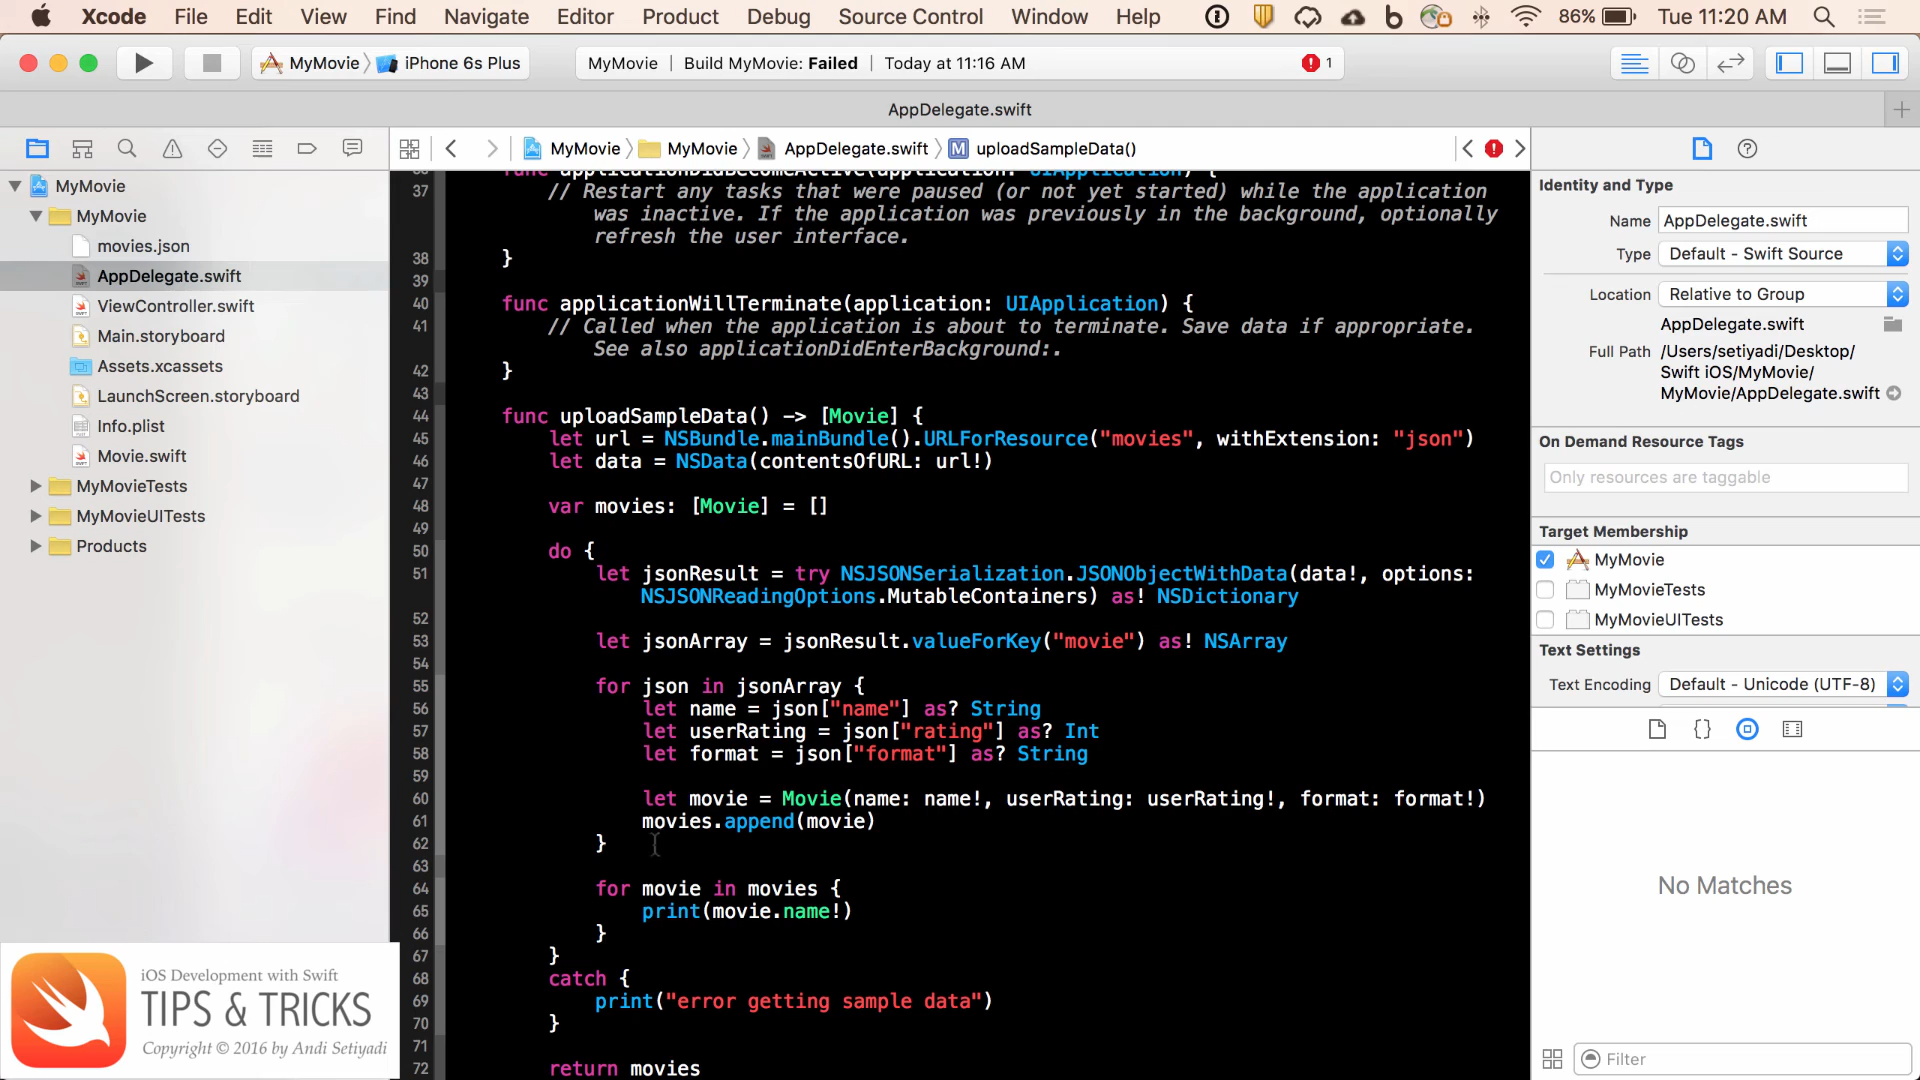 Xcode File Edit View Find Navigate Editor Product Debug Source Control Window Help 86% Tue 11:20 AM
MyMovie iPhone 6s Plus MyMovie | Build MyMovie: Failed | Today at 11:16 AM 1
AppDelegate.swift
MyMovie MyMovie AppDelegate.swift M uploadSampleData()
MyMovie
MyMovie
movies.json
AppDelegate.swift
ViewController.swift
Main.storyboard
Assets.xcassets
LaunchScreen.storyboard
Info.plist
Movie.swift
MyMovieTests
MyMovieUITests
Products
func applicationDidBecomeActive(application: UIApplication) {
37 // Restart any tasks that were paused (or not yet started) while the application
was inactive. If the application was previously in the background, optionally
refresh the user interface.
38 }
39
40 func applicationWillTerminate(application: UIApplication) {
41 // Called when the application is about to terminate. Save data if appropriate.
See also applicationDidEnterBackground:.
42 }
43
44 func uploadSampleData() -> [Movie] {
45 let url = NSBundle.mainBundle().URLForResource("movies", withExtension: "json")
46 let data = NSData(contentsOfURL: url!)
47
48 var movies: [Movie] = []
49
50 do {
51 let jsonResult = try NSJSONSerialization.JSONObjectWithData(data!, options:
NSJSONReadingOptions.MutableContainers) as! NSDictionary
52
53 let jsonArray = jsonResult.valueForKey("movie") as! NSArray
54
55 for json in jsonArray {
56 let name = json["name"] as? String
57 let userRating = json["rating"] as? Int
58 let format = json["format"] as? String
59
60 let movie = Movie(name: name!, userRating: userRating!, format: format!)
61 movies.append(movie)
62 }
63
64 for movie in movies {
65 print(movie.name!)
66 }
67 }
68 catch {
69 print("error getting sample data")
70 }
71
72 return movies
Identity and Type
Name AppDelegate.swift
Type Default - Swift Source
Location Relative to Group
AppDelegate.swift
Full Path /Users/setiyadi/Desktop/
Swift iOS/MyMovie/
MyMovie/AppDelegate.swift
On Demand Resource Tags
Only resources are taggable
Target Membership
MyMovie
MyMovieTests
MyMovieUITests
Text Settings
Text Encoding Default - Unicode (UTF-8)
No Matches
Filter
iOS Development with Swift
TIPS & TRICKS
Copyright © 2016 by Andi Setiyadi